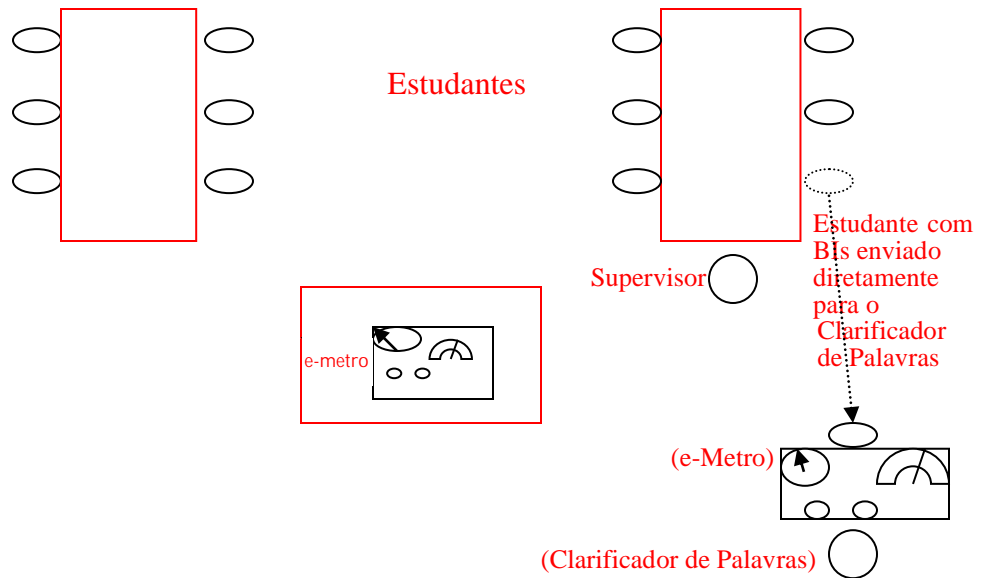 Estudantes
Estudante com
BIs enviado
diretamente
para o
Clarificador
de Palavras
Supervisor
e-metro
(e-Metro)
(Clarificador de Palavras)